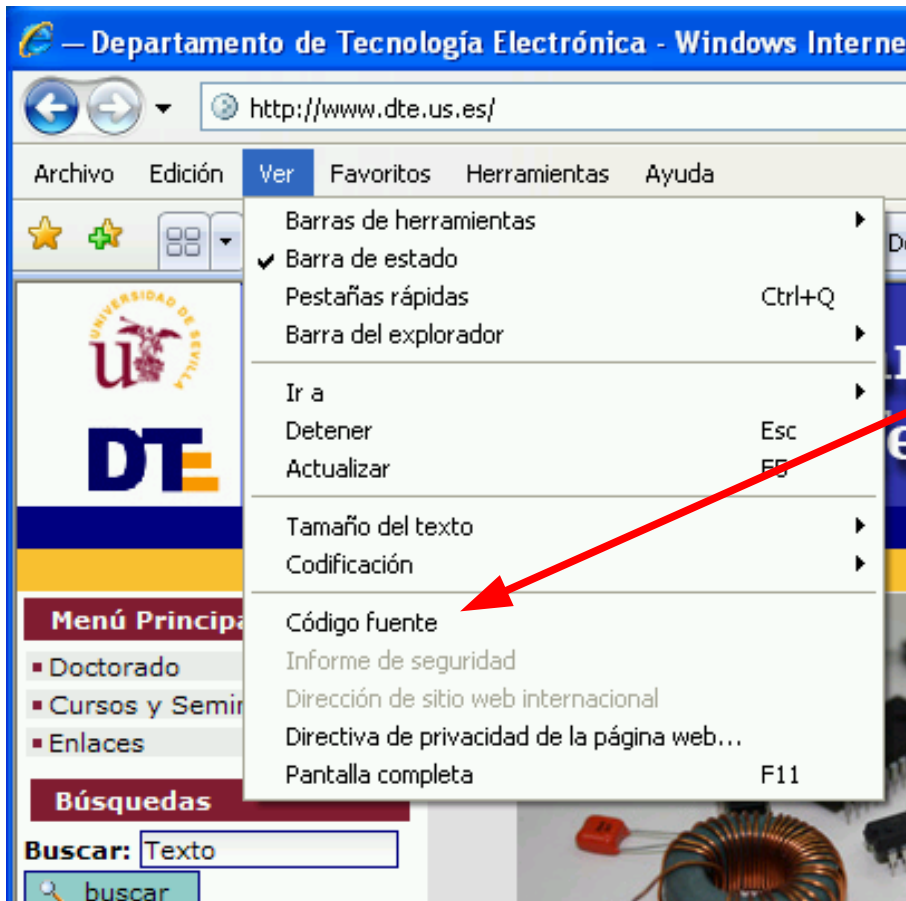 — Departamento de Tecnología Electrónica - Windows Interne
http://www.dte.us.es/
Archivo Edición Ver Favoritos Herramientas Ayuda
Barras de herramientas
Barra de estado
Pestañas rápidas Ctrl+Q
Barra del explorador
Ir a
Detener Esc
Actualizar F5
Tamaño del texto
Codificación
Código fuente
Informe de seguridad
Dirección de sitio web internacional
Directiva de privacidad de la página web...
Pantalla completa F11
UNIVERSIDAD DE SEVILLA
DTE
Menú Principa
Doctorado
Cursos y Semin
Enlaces
Búsquedas
Buscar: Texto
buscar